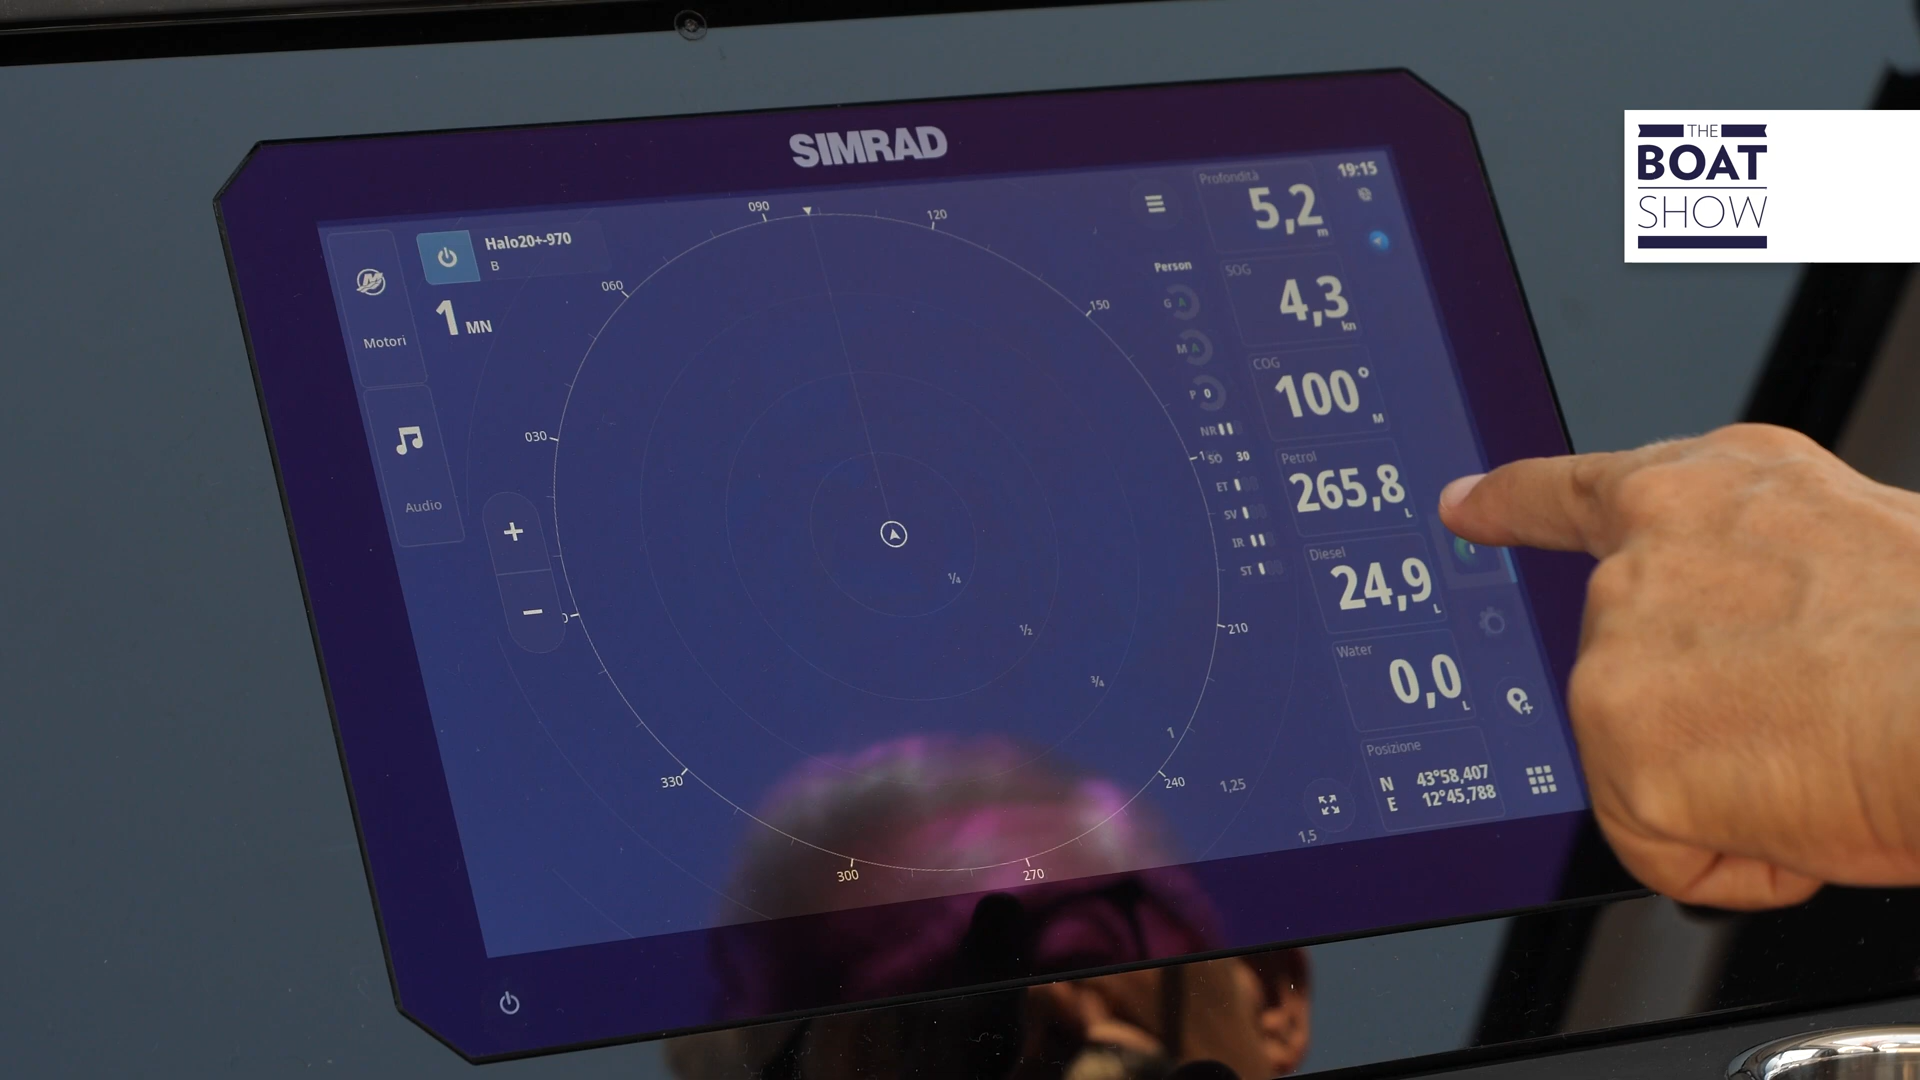 SIMRAD
THE
BOAT
SHOW
Motori
Audio
Halo20+-970
B
1 MN
+
−
090
120
060
150
030
210
330
240
300
270
¼
½
¾
1
1,25
1,5
Person
G A
M A
P 0
NR
SO 30
ET
SV
IR
ST
19:15
Profondità
5,2 m
SOG
4,3 kn
COG
100° M
Petrol
265,8 L
Diesel
24,9 L
Water
0,0 L
Posizione
N 43°58,407
E 12°45,788